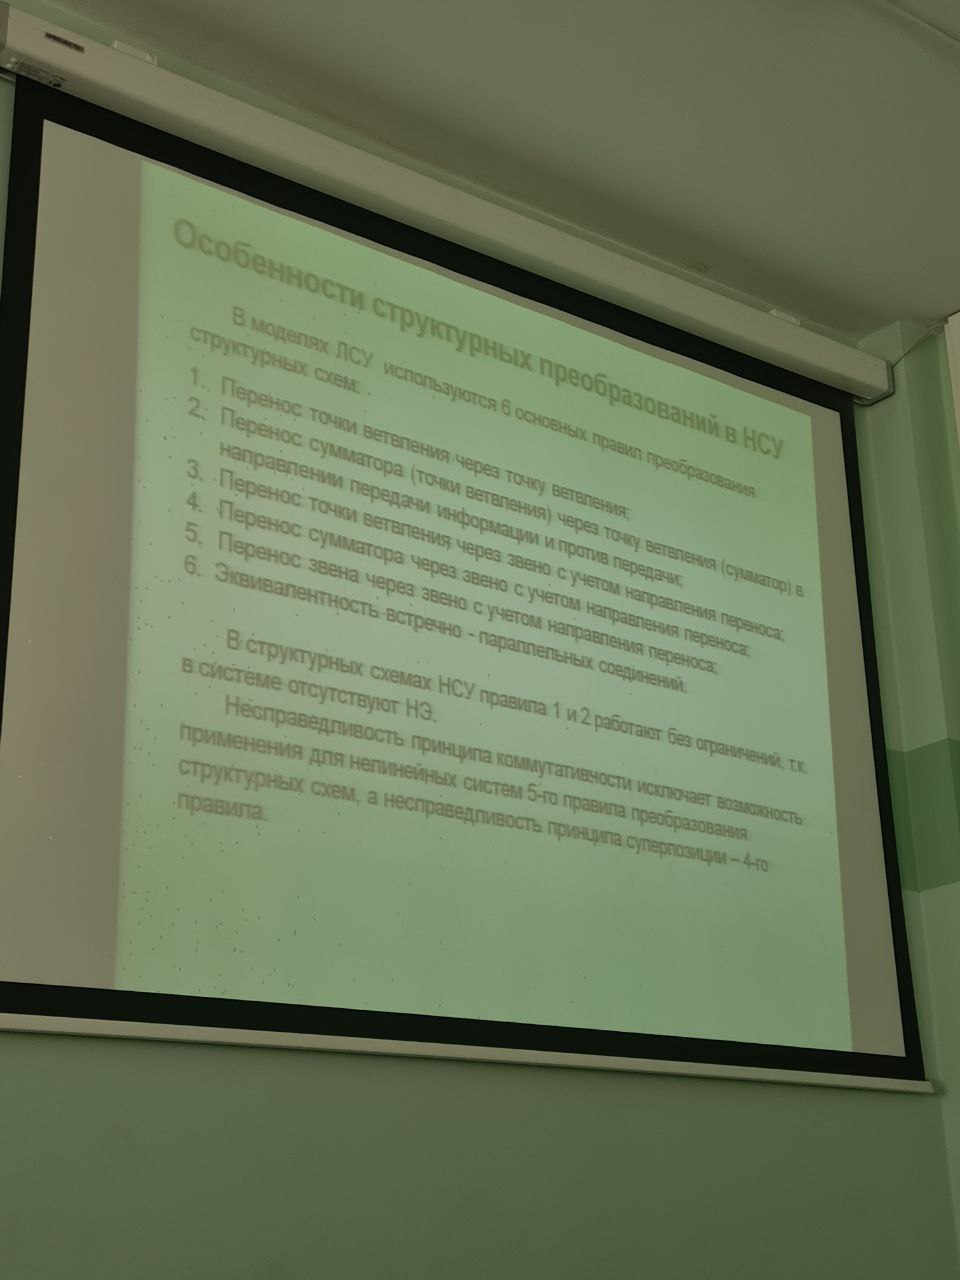 Особенности структурных преобразований в НСУ
В моделях ЛСУ используются 6 основных правил преобразования
структурных схем:
1. Перенос точки ветвления через точку ветвления;
2. Перенос сумматора (точки ветвления) через точку ветвления (сумматор) в
направлении передачи информации и против передачи;
3. Перенос точки ветвления через звено с учетом направления переноса;
4. Перенос сумматора через звено с учетом направления переноса;
5. Перенос звена через звено с учетом направления переноса;
6. Эквивалентность встречно - параллельных соединений.
В структурных схемах НСУ правила 1 и 2 работают без ограничений, т.к.
в системе отсутствуют НЭ.
Несправедливость принципа коммутативности исключает возможность
применения для нелинейных систем 5-го правила преобразования
структурных схем, а несправедливость принципа суперпозиции – 4-го
правила.